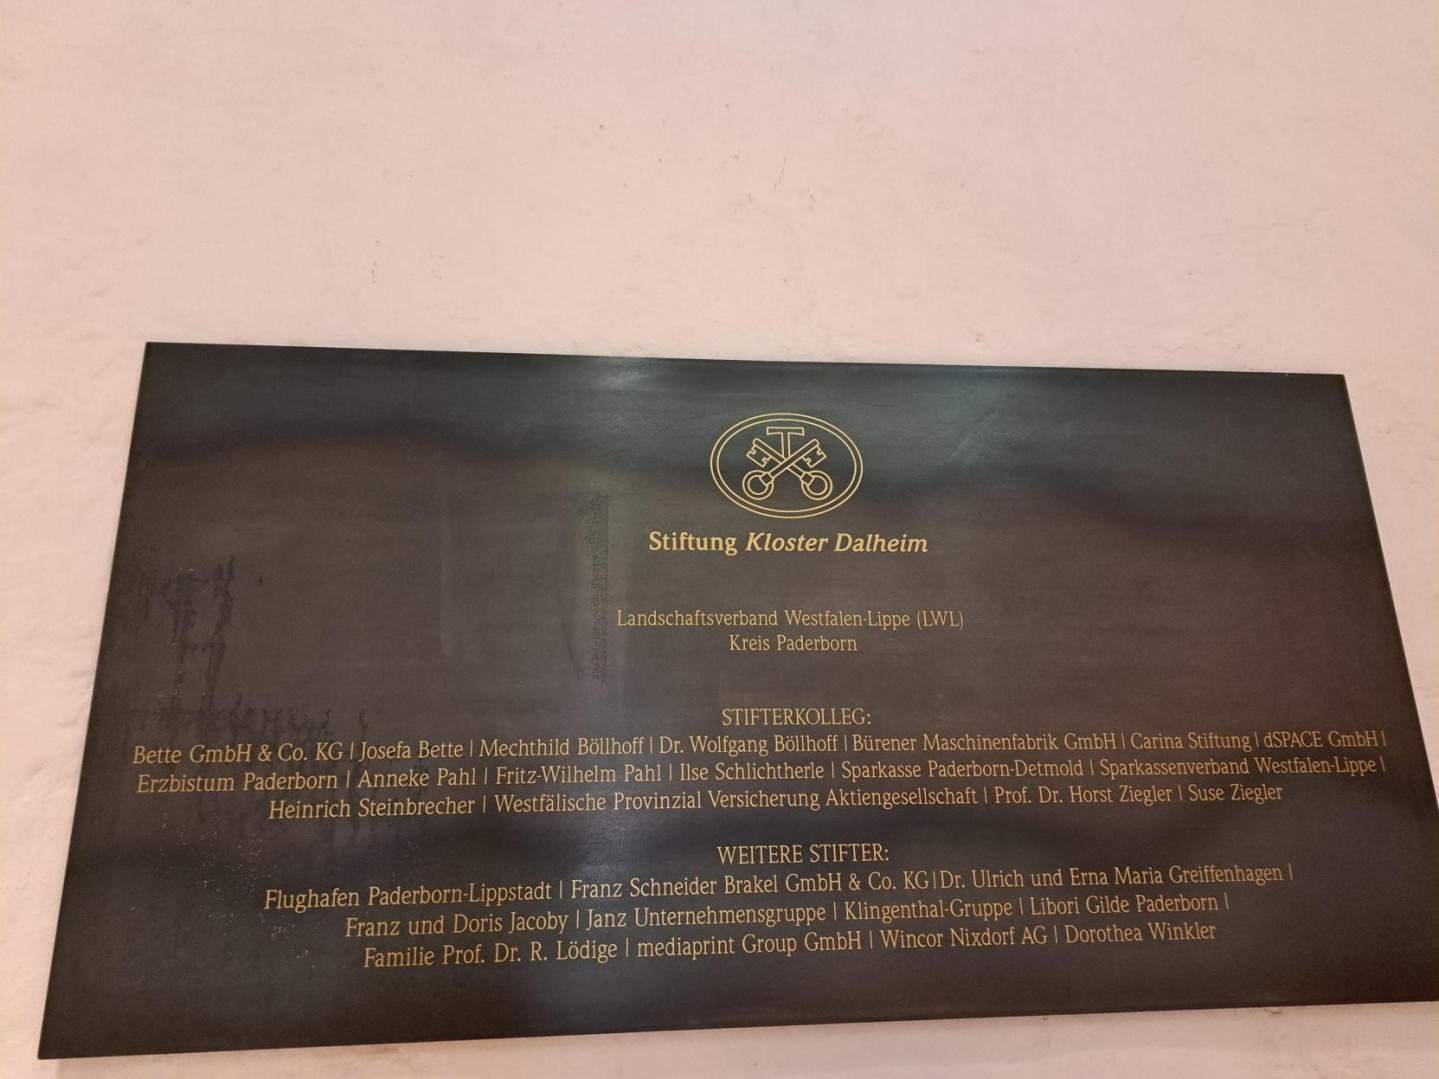 Stiftung Kloster Dalheim
Landschaftsverband Westfalen-Lippe (LWL)
Kreis Paderborn
STIFTERKOLLEG:
Bette GmbH & Co. KG | Josefa Bette | Mechthild Böllhoff | Dr. Wolfgang Böllhoff | Bürener Maschinenfabrik GmbH | Carina Stiftung | dSPACE GmbH |
Erzbistum Paderborn | Anneke Pahl | Fritz-Wilhelm Pahl | Ilse Schlichtherle | Sparkasse Paderborn-Detmold | Sparkassenverband Westfalen-Lippe |
Heinrich Steinbrecher | Westfälische Provinzial Versicherung Aktiengesellschaft | Prof. Dr. Horst Ziegler | Suse Ziegler
WEITERE STIFTER:
Flughafen Paderborn-Lippstadt | Franz Schneider Brakel GmbH & Co. KG | Dr. Ulrich und Erna Maria Greiffenhagen |
Franz und Doris Jacoby | Janz Unternehmensgruppe | Klingenthal-Gruppe | Libori Gilde Paderborn |
Familie Prof. Dr. R. Lödige | mediaprint Group GmbH | Wincor Nixdorf AG | Dorothea Winkler